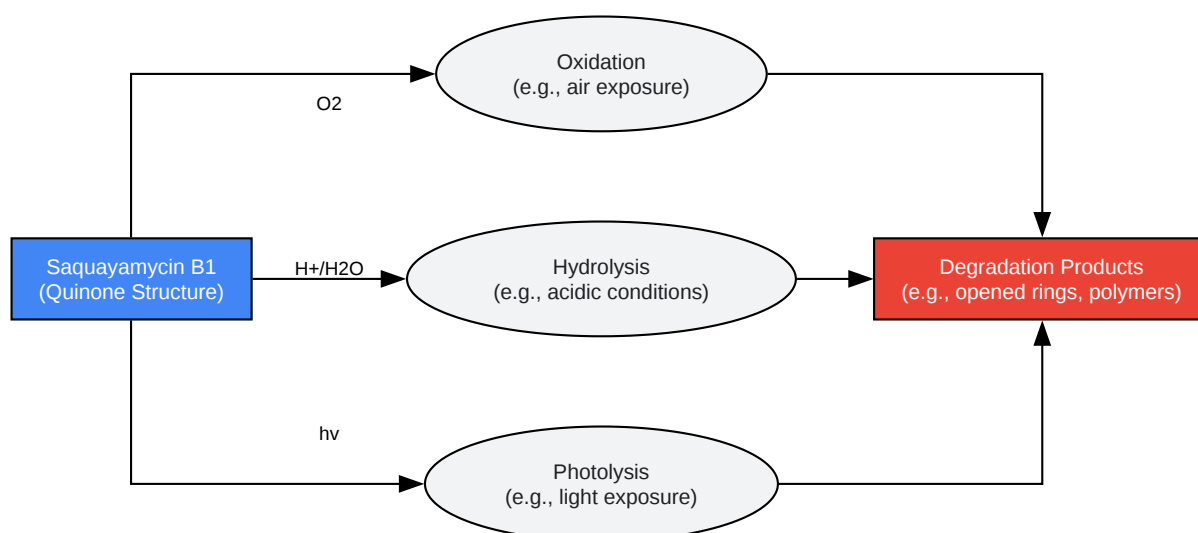 Oxidation
(e.g., air exposure)
O2
Saquayamycin B1
(Quinone Structure)
H+/H2O
Hydrolysis
(e.g., acidic conditions)
Degradation Products
(e.g., opened rings, polymers)
hv
Photolysis
(e.g., light exposure)